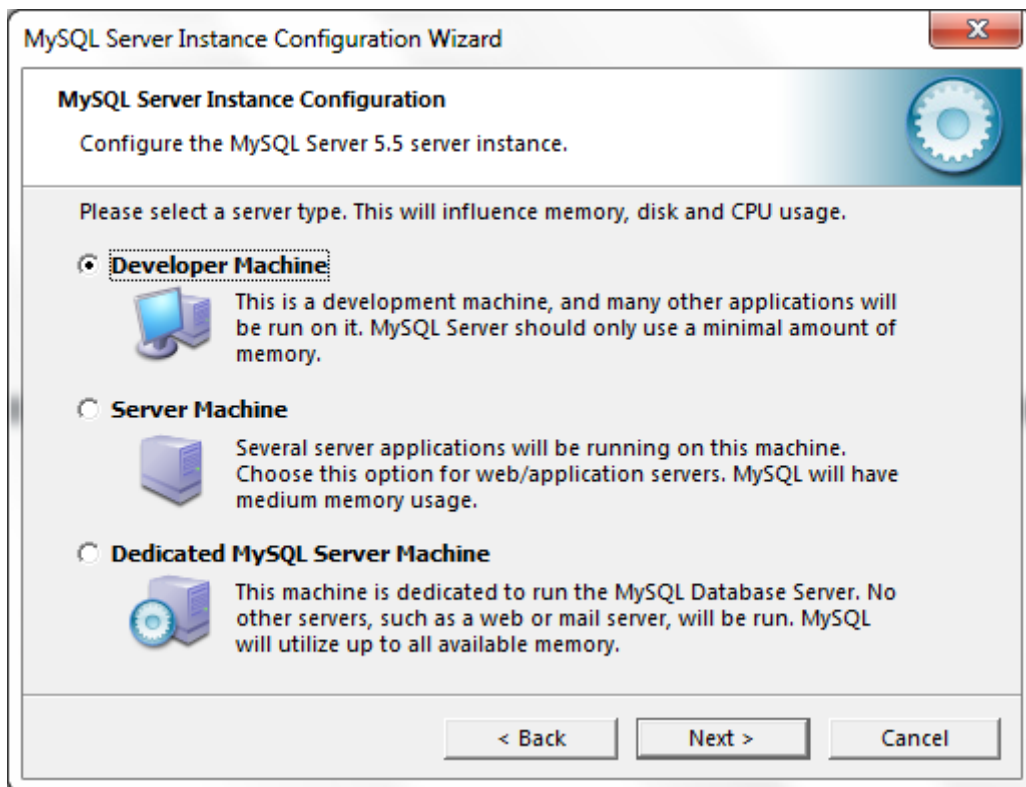 MySQL Server Instance Configuration Wizard
MySQL Server Instance Configuration
Configure the MySQL Server 5.5 server instance.
Please select a server type. This will influence memory, disk and CPU usage.
Developer Machine
This is a development machine, and many other applications will
be run on it. MySQL Server should only use a minimal amount of
memory.
Server Machine
Several server applications will be running on this machine.
Choose this option for web/application servers. MySQL will have
medium memory usage.
Dedicated MySQL Server Machine
This machine is dedicated to run the MySQL Database Server. No
other servers, such as a web or mail server, will be run. MySQL
will utilize up to all available memory.
< Back Next > Cancel